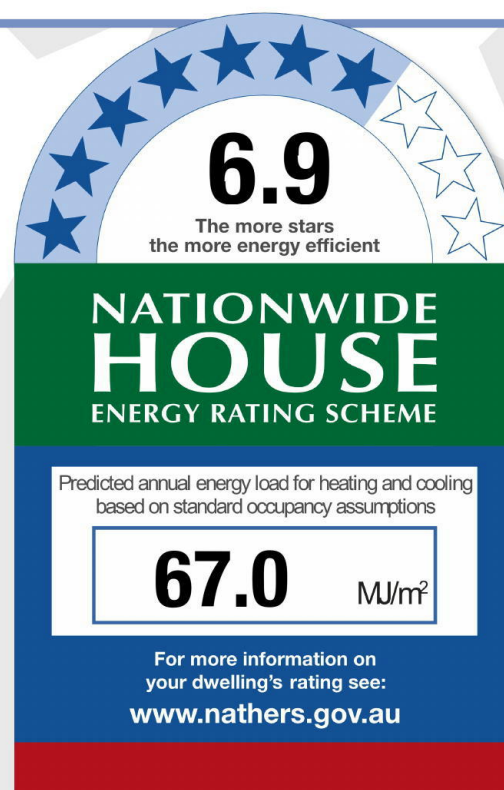 6.9
The more stars
the more energy efficient
NATIONWIDE
HOUSE
ENERGY RATING SCHEME
Predicted annual energy load for heating and cooling
based on standard occupancy assumptions
67.0 MJ/m²
For more information on
your dwelling's rating see:
www.nathers.gov.au